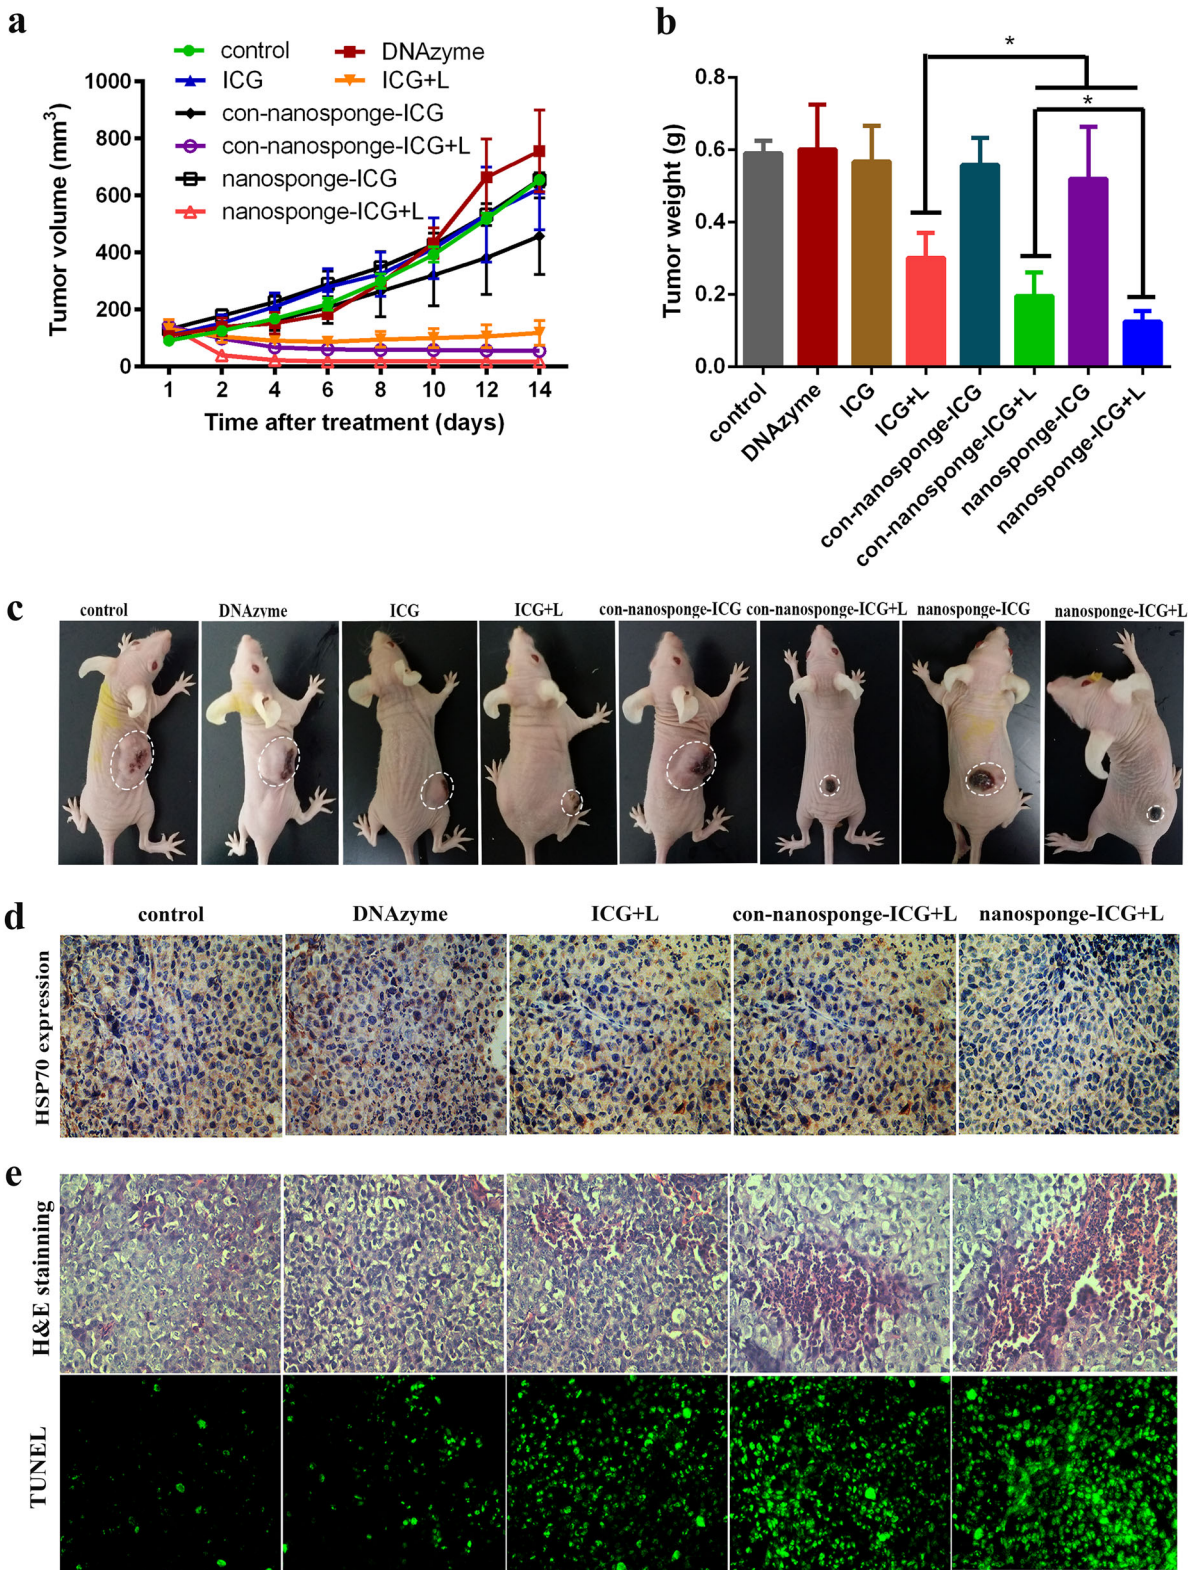 a
control
DNAzyme
ICG
ICG+L
con-nanosponge-ICG
con-nanosponge-ICG+L
nanosponge-ICG
nanosponge-ICG+L
Tumor volume (mm³)
1000
800
600
400
200
0
1 2 4 6 8 10 12 14
Time after treatment (days)
b
*
*
Tumor weight (g)
0.8
0.6
0.4
0.2
0.0
control
DNAzyme
ICG
ICG+L
con-nanosponge-ICG
con-nanosponge-ICG+L
nanosponge-ICG
nanosponge-ICG+L
c
control DNAzyme ICG ICG+L con-nanosponge-ICG con-nanosponge-ICG+L nanosponge-ICG nanosponge-ICG+L
d
control DNAzyme ICG+L con-nanosponge-ICG+L nanosponge-ICG+L
HSP70 expression
e
H&E stainning
TUNEL